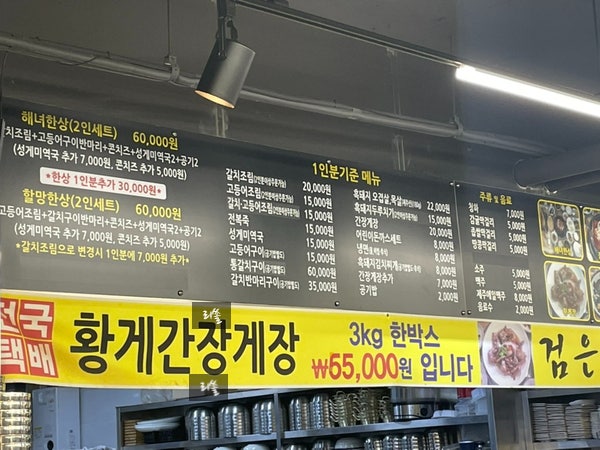 해녀한상(2인세트) 60,000원
치조림+고등어구이반마리+콘치즈+성게미역국2+공기2
(성게미역국 추가 7,000원, 콘치즈 추가 5,000원)
*한상 1인분추가 30,000원*
할망한상(2인세트) 60,000원
고등어조림+갈치구이(반마리)+콘치즈+성게미역국2+공기2
(성게미역국 추가 7,000원, 콘치즈 추가 5,000원)
*갈치조림으로 변경시 1인분에 7,000원 추가*
1인분기준 메뉴
갈치조림 20,000원
고등어조림 15,000원
갈치·고등어조림 15,000원
전복죽 15,000원
성게미역국 15,000원
고등어구이(공기밥별도) 15,000원
통갈치구이(공기밥별도) 60,000원
갈치반마리구이(공기밥별도) 35,000원
흑돼지 오겹살,목살 22,000원
흑돼지두루치기 15,000원
간장게장 20,000원
어린이돈까스세트 8,000원
냉면 8,000원
흑돼지김치찌개 8,000원
간장게장추가 7,000원
공기밥 2,000원
주류 및 음료
청하 7,000원
감귤막걸리 5,000원
좁쌀막걸리 5,000원
땅콩막걸리 5,000원
소주 5,000원
맥주 5,000원
제주에일맥주 8,000원
음료수 2,000원
전국
택배
황게간장게장
3kg 한박스
₩55,000원 입니다
검은
리쏠
리쏠